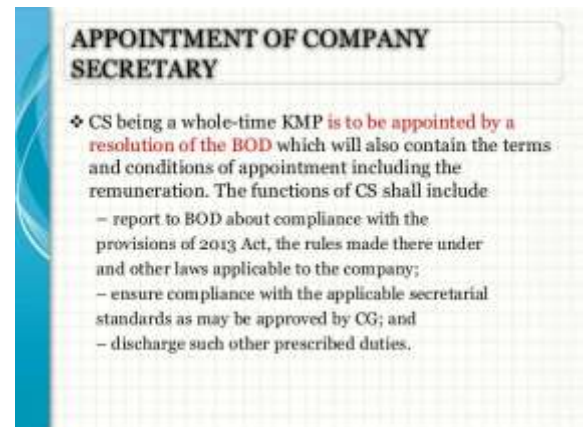 APPOINTMENT OF COMPANY
SECRETARY
❖ CS being a whole-time KMP is to be appointed by a
resolution of the BOD which will also contain the terms
and conditions of appointment including the
remuneration. The functions of CS shall include
– report to BOD about compliance with the
provisions of 2013 Act, the rules made there under
and other laws applicable to the company;
– ensure compliance with the applicable secretarial
standards as may be approved by CG; and
– discharge such other prescribed duties.